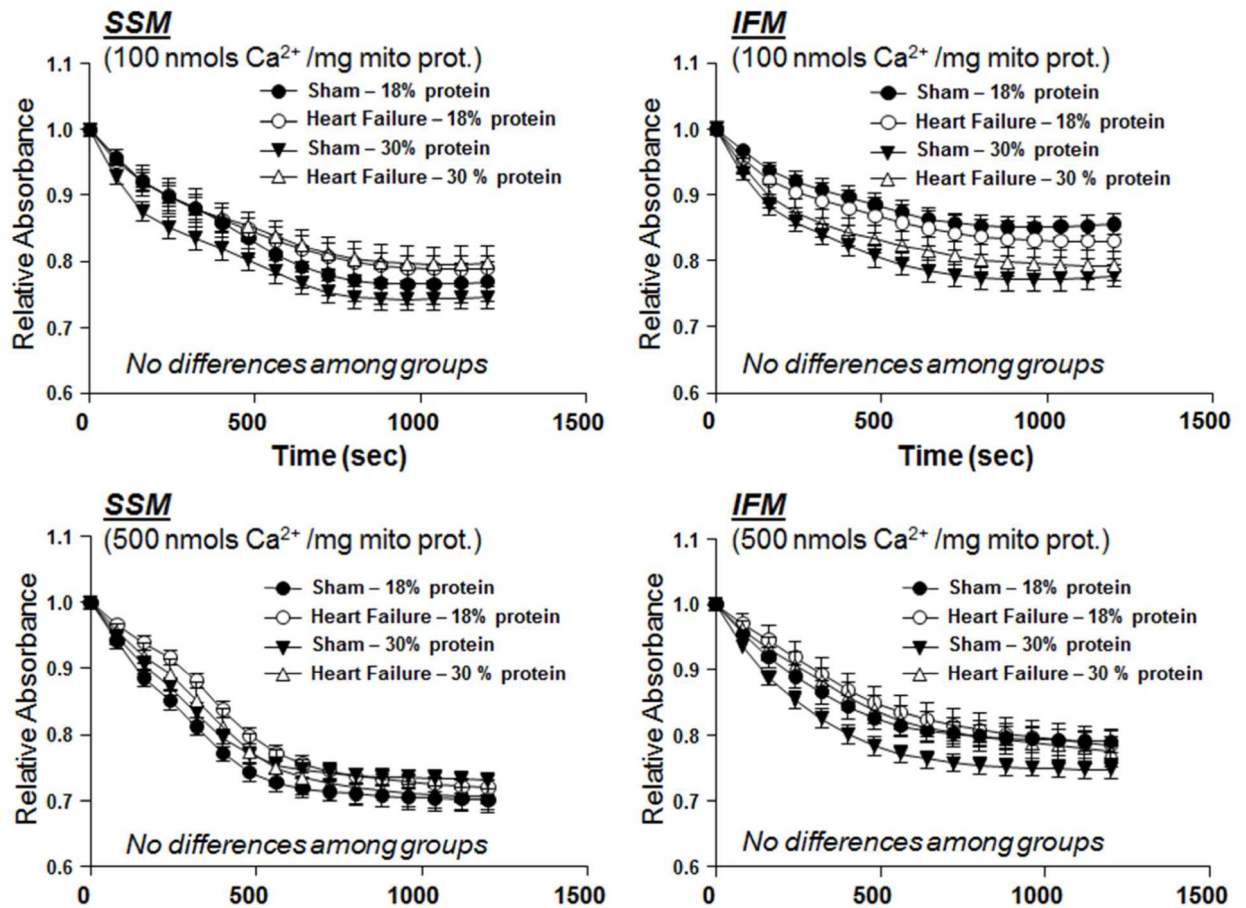 SSM
(100 nmols Ca²⁺ /mg mito prot.)
1.1
1.0
0.9
0.8
0.7
0.6
Relative Absorbance
Sham – 18% protein
Heart Failure – 18% protein
Sham – 30% protein
Heart Failure – 30 % protein
No differences among groups
0 500 1000 1500
Time (sec)
IFM
(100 nmols Ca²⁺ /mg mito prot.)
1.1
1.0
0.9
0.8
0.7
0.6
Relative Absorbance
Sham – 18% protein
Heart Failure – 18% protein
Sham – 30% protein
Heart Failure – 30 % protein
No differences among groups
0 500 1000 1500
Time (sec)
SSM
(500 nmols Ca²⁺ /mg mito prot.)
1.1
1.0
0.9
0.8
0.7
0.6
Relative Absorbance
Sham – 18% protein
Heart Failure – 18% protein
Sham – 30% protein
Heart Failure – 30 % protein
No differences among groups
0 500 1000 1500
IFM
(500 nmols Ca²⁺ /mg mito prot.)
1.1
1.0
0.9
0.8
0.7
0.6
Relative Absorbance
Sham – 18% protein
Heart Failure – 18% protein
Sham – 30% protein
Heart Failure – 30 % protein
No differences among groups
0 500 1000 1500